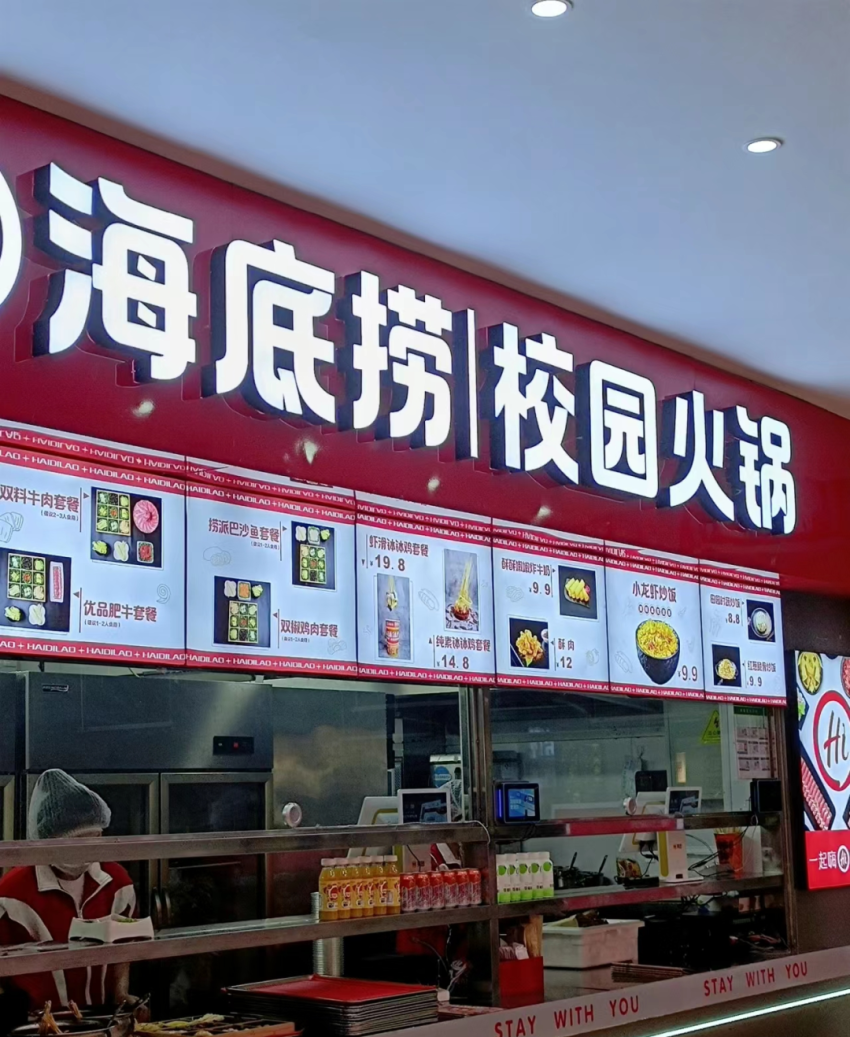 海底捞|校园火锅
双料牛肉套餐
优品肥牛套餐
捞派巴沙鱼套餐
双椒鸡肉套餐
虾滑冰冰鸡套餐
19.8
纯素冰冰鸡套餐
14.8
9.9
酥肉
12
小龙虾炒饭
9.9
8.8
9.9
HAIDILAO + HAIDILAO + HAIDILAO
Hi
一起嗨
STAY WITH YOU
STAY WITH YOU